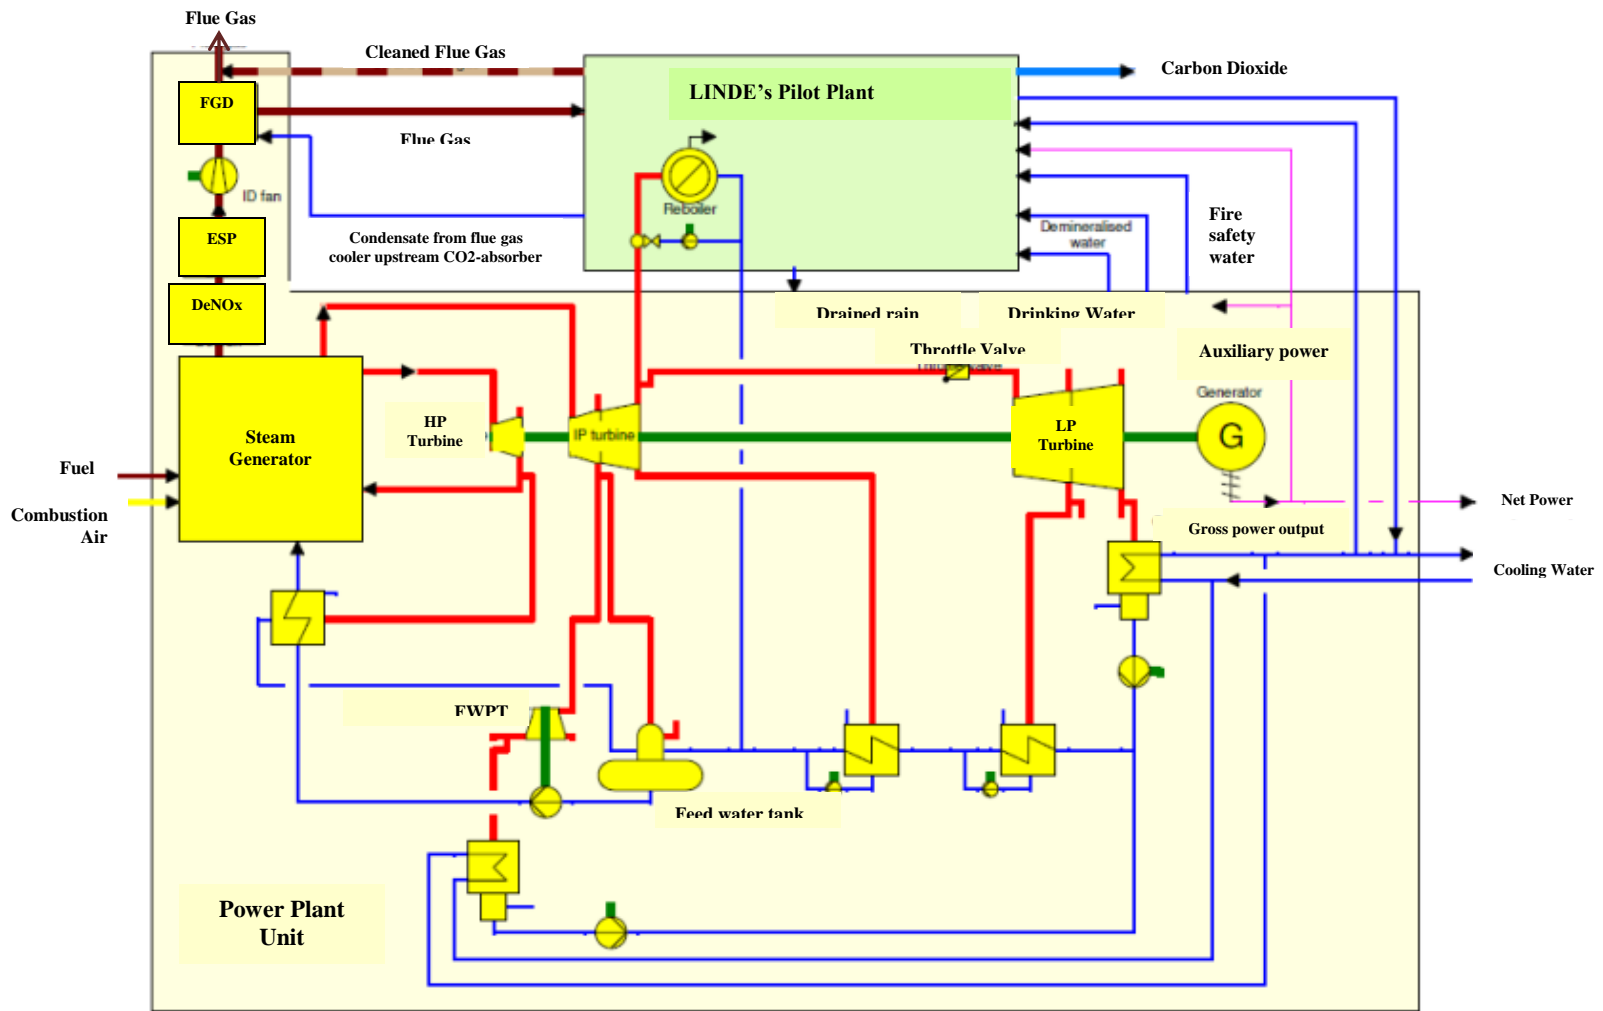 Flue Gas
Cleaned Flue Gas
LINDE's Pilot Plant
Carbon Dioxide
FGD
Flue Gas
ID fan
Reboiler
ESP
Condensate from flue gas
cooler upstream CO2-absorber
Demineralised
water
Fire
safety
water
DeNOx
Drained rain
Drinking Water
Throttle Valve
Auxiliary power
Generator
HP
Turbine
IP turbine
LP
Turbine
G
Steam
Generator
Fuel
Combustion
Air
Net Power
Gross power output
Cooling Water
FWPT
Feed water tank
Power Plant
Unit